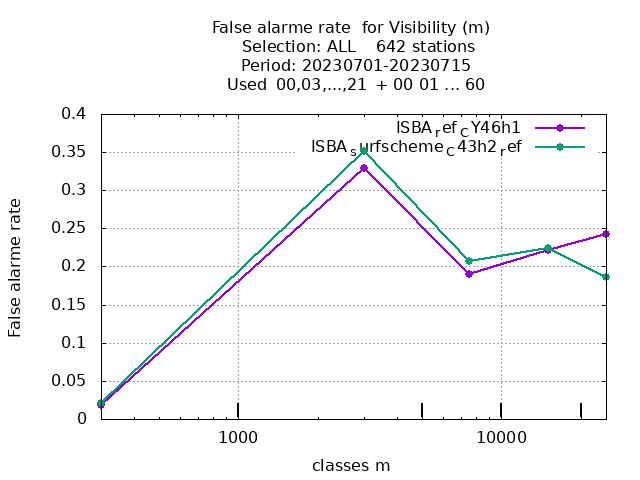 False alarme rate  for Visibility (m)
Selection: ALL    642 stations
Period: 20230701-20230715
Used  00,03,...,21  + 00 01 ... 60
0.4
0.35
0.3
0.25
0.2
0.15
0.1
0.05
0
False alarme rate
ISBA_ref_CY46h1
ISBA_surfscheme_C43h2_ref
1000
10000
classes m